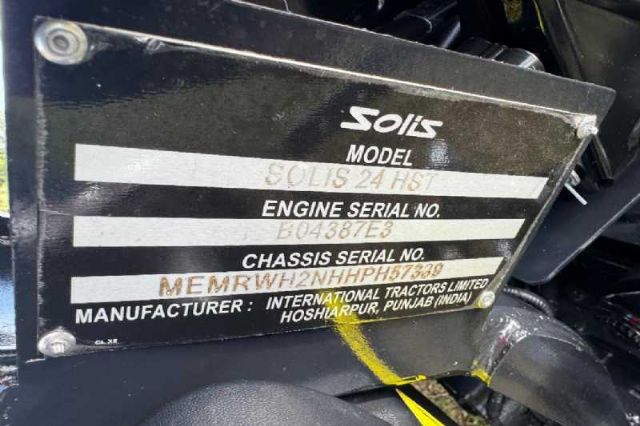 Solis
MODEL
SOLIS 24 HST
ENGINE SERIAL NO.
B04387E3
CHASSIS SERIAL NO.
MEMRWH2NHHPH57339
MANUFACTURER : INTERNATIONAL TRACTORS LIMITED
HOSHIARPUR, PUNJAB (INDIA)